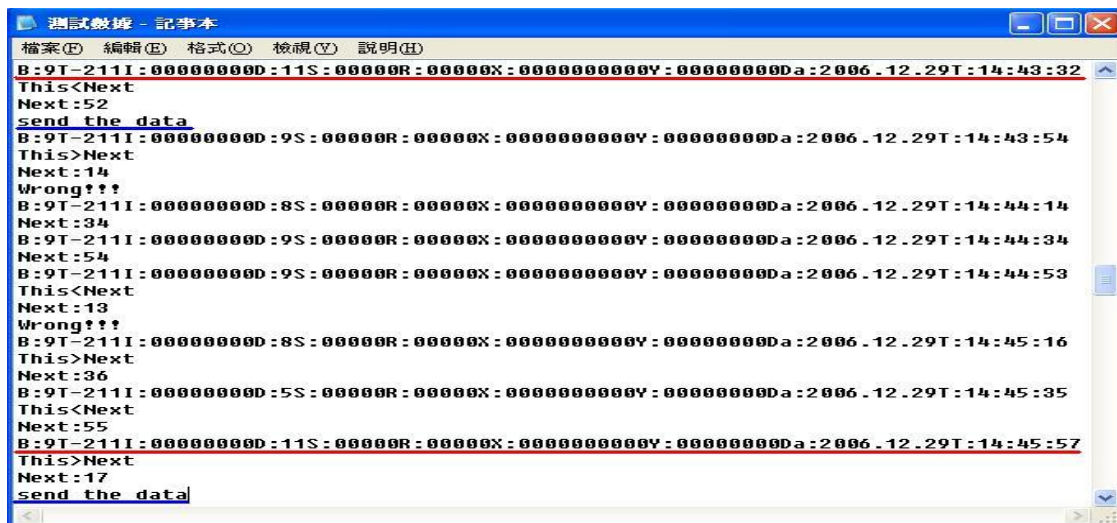 測試數據 - 記事本
檔案(F) 編輯(E) 格式(O) 檢視(V) 說明(H)
B:9T-211I:00000000D:11S:00000R:00000X:0000000000Y:00000000Da:2006.12.29T:14:43:32
This<Next
Next:52
send the data
B:9T-211I:00000000D:9S:00000R:00000X:0000000000Y:00000000Da:2006.12.29T:14:43:54
This>Next
Next:14
Wrong!!!
B:9T-211I:00000000D:8S:00000R:00000X:0000000000Y:00000000Da:2006.12.29T:14:44:14
Next:34
B:9T-211I:00000000D:9S:00000R:00000X:0000000000Y:00000000Da:2006.12.29T:14:44:34
Next:54
B:9T-211I:00000000D:9S:00000R:00000X:0000000000Y:00000000Da:2006.12.29T:14:44:53
This<Next
Next:13
Wrong!!!
B:9T-211I:00000000D:8S:00000R:00000X:0000000000Y:00000000Da:2006.12.29T:14:45:16
This>Next
Next:36
B:9T-211I:00000000D:5S:00000R:00000X:0000000000Y:00000000Da:2006.12.29T:14:45:35
This<Next
Next:55
B:9T-211I:00000000D:11S:00000R:00000X:0000000000Y:00000000Da:2006.12.29T:14:45:57
This>Next
Next:17
send the data